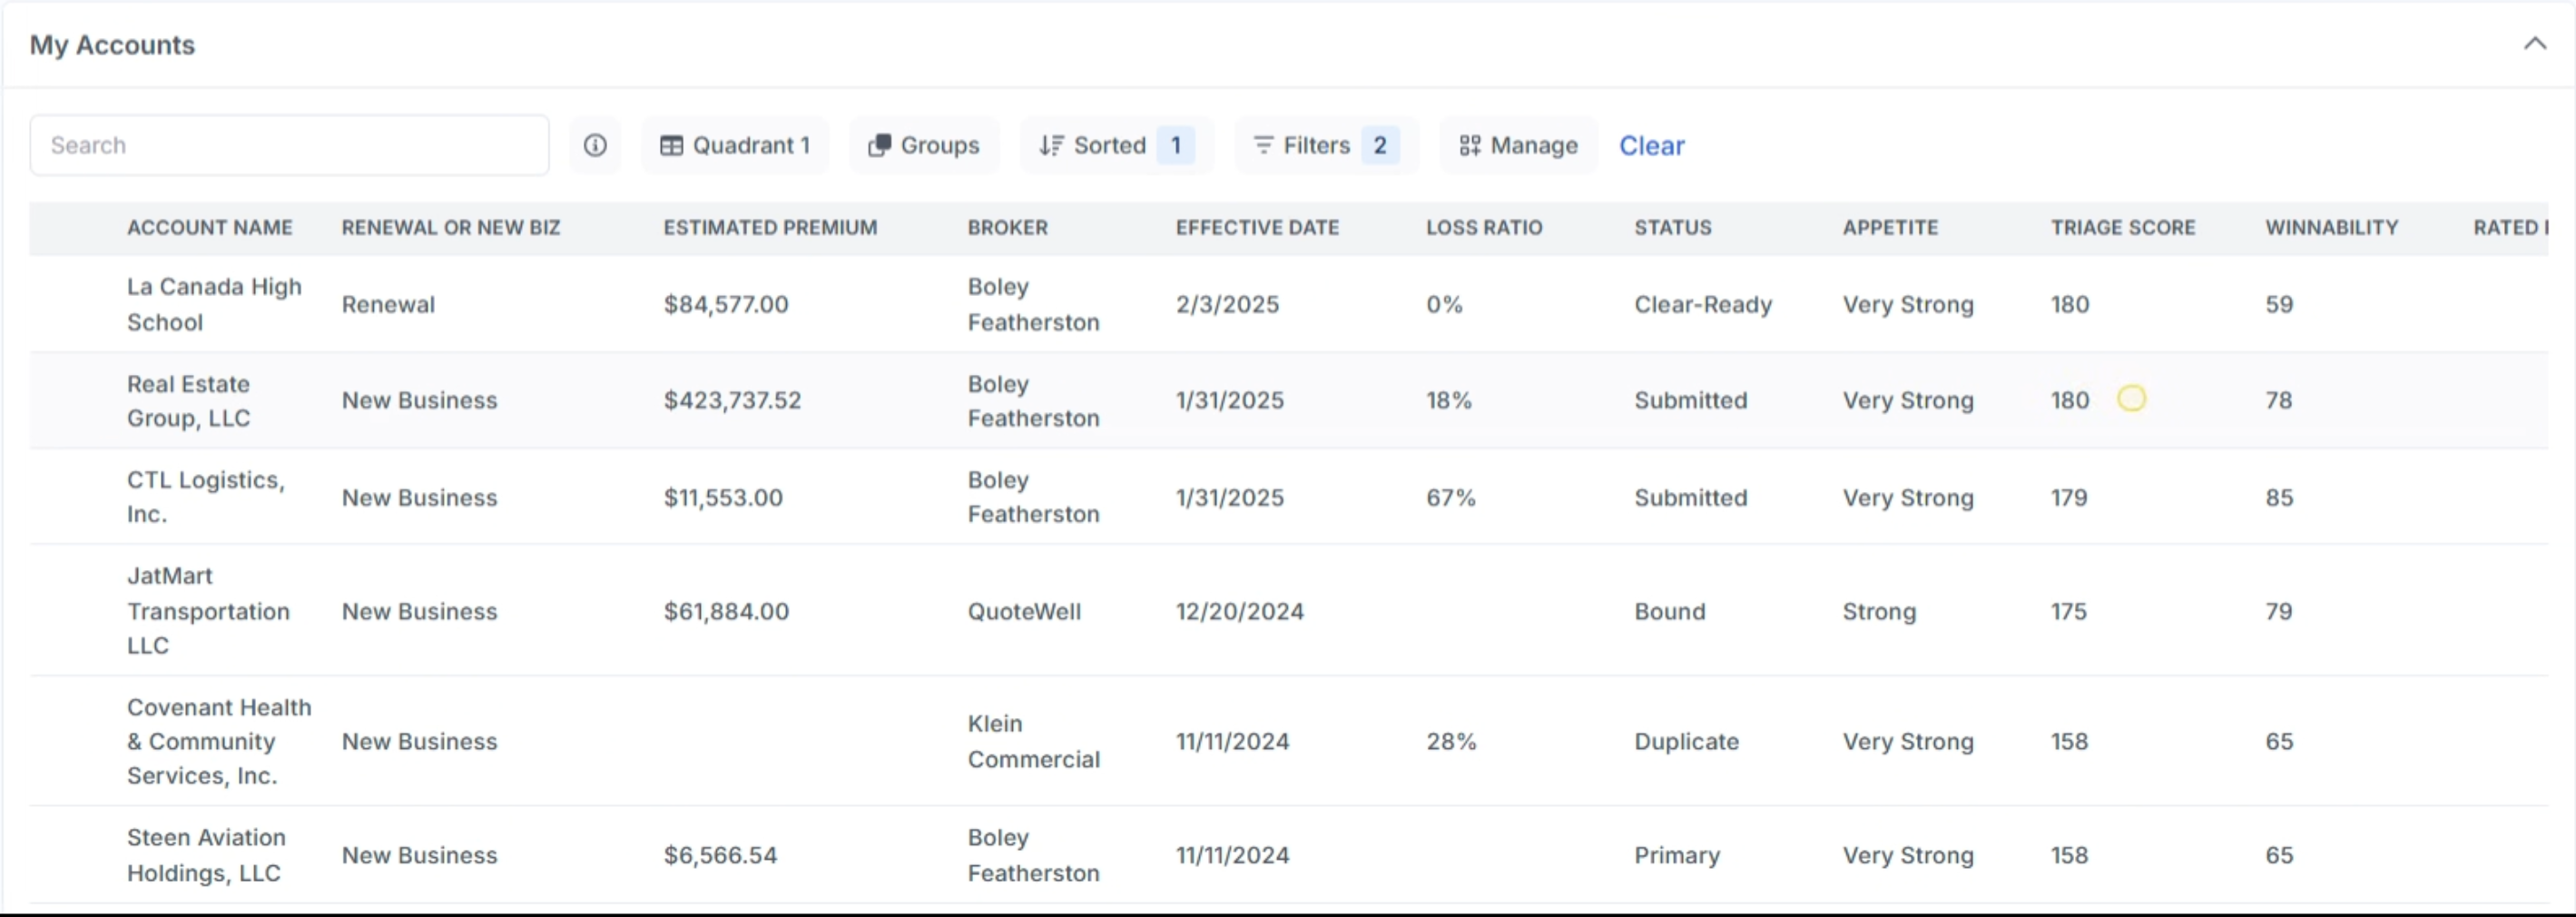 My Accounts
Search Quadrant 1 Groups Sorted 1 Filters 2 Manage Clear
ACCOUNT NAME RENEWAL OR NEW BIZ ESTIMATED PREMIUM BROKER EFFECTIVE DATE LOSS RATIO STATUS APPETITE TRIAGE SCORE WINNABILITY RATED
La Canada High School Renewal $84,577.00 Boley Featherston 2/3/2025 0% Clear-Ready Very Strong 180 59
Real Estate Group, LLC New Business $423,737.52 Boley Featherston 1/31/2025 18% Submitted Very Strong 180 78
CTL Logistics, Inc. New Business $11,553.00 Boley Featherston 1/31/2025 67% Submitted Very Strong 179 85
JatMart Transportation LLC New Business $61,884.00 QuoteWell 12/20/2024 Bound Strong 175 79
Covenant Health & Community Services, Inc. New Business Klein Commercial 11/11/2024 28% Duplicate Very Strong 158 65
Steen Aviation Holdings, LLC New Business $6,566.54 Boley Featherston 11/11/2024 Primary Very Strong 158 65